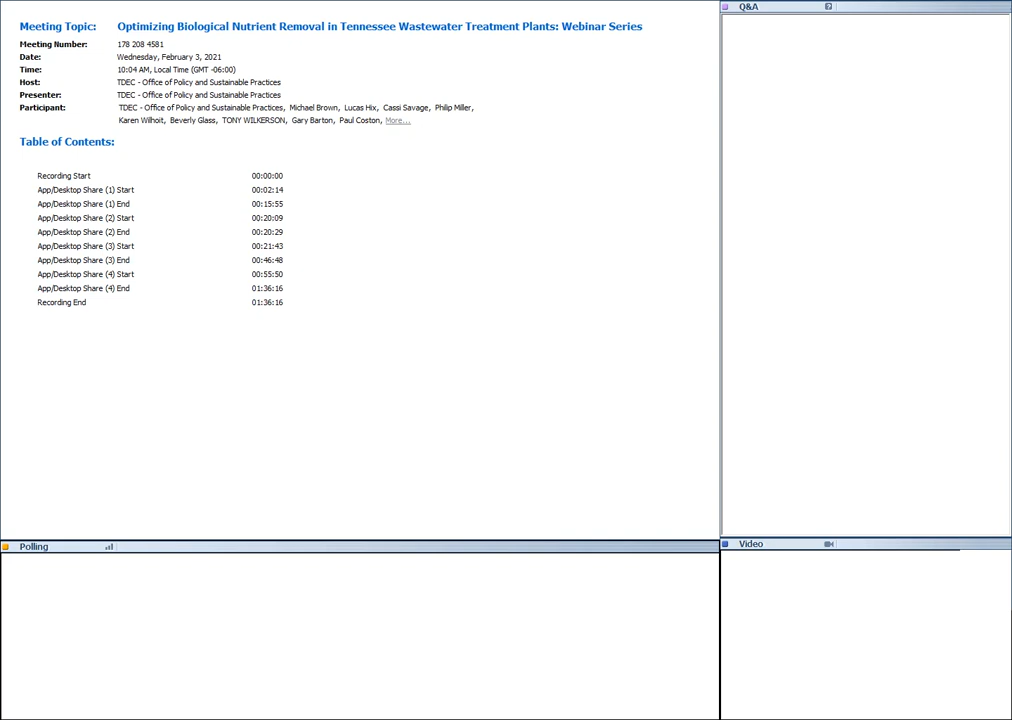 Meeting Topic: Optimizing Biological Nutrient Removal in Tennessee Wastewater Treatment Plants: Webinar Series
Meeting Number: 178 208 4581
Date: Wednesday, February 3, 2021
Time: 10:04 AM, Local Time (GMT -06:00)
Host: TDEC - Office of Policy and Sustainable Practices
Presenter: TDEC - Office of Policy and Sustainable Practices
Participant: TDEC - Office of Policy and Sustainable Practices, Michael Brown, Lucas Hix, Cassi Savage, Philip Miller,
Karen Wilhoit, Beverly Glass, TONY WILKERSON, Gary Barton, Paul Coston, More...
Table of Contents:
Recording Start 00:00:00
App/Desktop Share (1) Start 00:02:14
App/Desktop Share (1) End 00:15:55
App/Desktop Share (2) Start 00:20:09
App/Desktop Share (2) End 00:20:29
App/Desktop Share (3) Start 00:21:43
App/Desktop Share (3) End 00:46:48
App/Desktop Share (4) Start 00:55:50
App/Desktop Share (4) End 01:36:16
Recording End 01:36:16
Q&A
Polling
Video